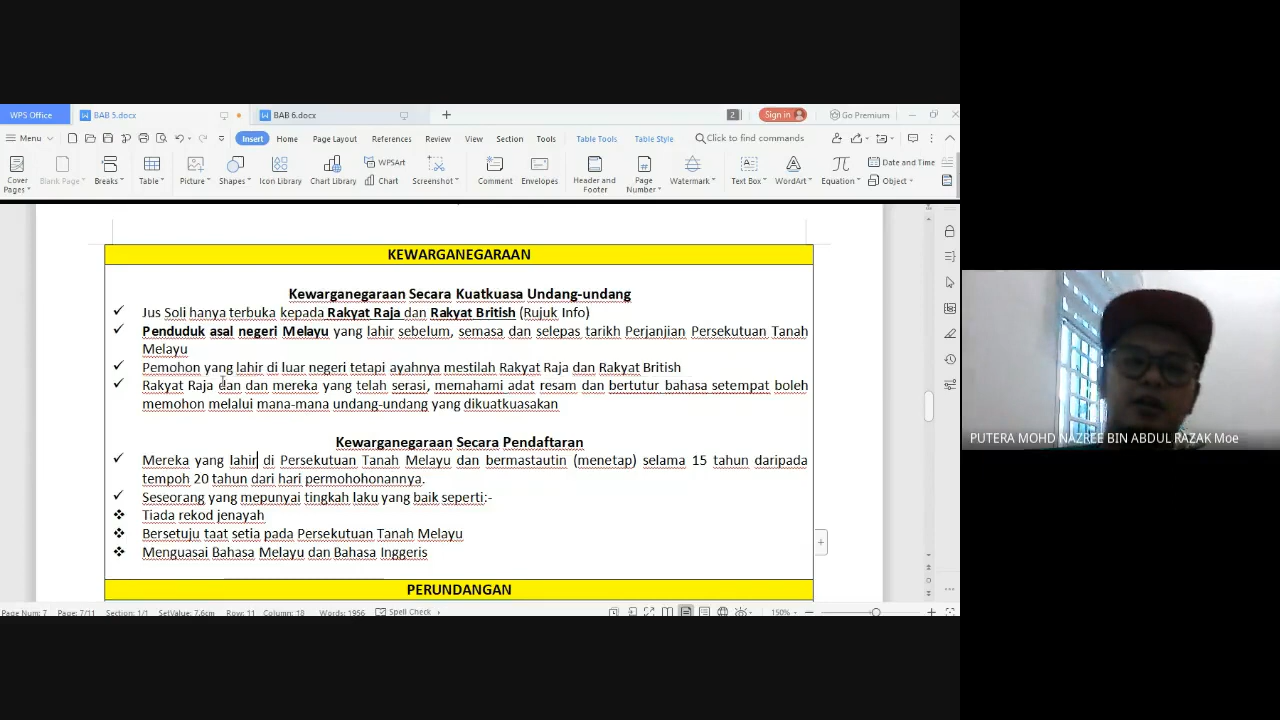 WPS Office BAB 5.docx BAB 6.docx + 2 Sign in Go Premium
Menu Insert Home Page Layout References Review View Section Tools Table Tools Table Style Click to find commands
WPSArt Date and Time
Cover Pages Blank Page Breaks Table Picture Shapes Icon Library Chart Library Chart Screenshot Comment Envelopes Header and Footer Page Number Watermark Text Box WordArt Equation Object
KEWARGANEGARAAN
Kewarganegaraan Secara Kuatkuasa Undang-undang
Jus Soli hanya terbuka kepada Rakyat Raja dan Rakyat British (Rujuk Info)
Penduduk asal negeri Melayu yang lahir sebelum, semasa dan selepas tarikh Perjanjian Persekutuan Tanah
Melayu
Pemohon yang lahir di luar negeri tetapi ayahnya mestilah Rakyat Raja dan Rakyat British
Rakyat Raja dan dan mereka yang telah serasi, memahami adat resam dan bertutur bahasa setempat boleh
memohon melalui mana-mana undang-undang yang dikuatkuasakan
Kewarganegaraan Secara Pendaftaran
Mereka yang lahir di Persekutuan Tanah Melayu dan bermastautin (menetap) selama 15 tahun daripada
tempoh 20 tahun dari hari permohohonannya.
Seseorang yang mepunyai tingkah laku yang baik seperti:-
Tiada rekod jenayah
Bersetuju taat setia pada Persekutuan Tanah Melayu
Menguasai Bahasa Melayu dan Bahasa Inggeris
PERUNDANGAN
Page Num: 7 Page: 7/11 Section: 1/1 SetValue: 7.6cm Row: 11 Column: 18 Words: 1956 Spell Check 150%
PUTERA MOHD NAZREE BIN ABDUL RAZAK Moe